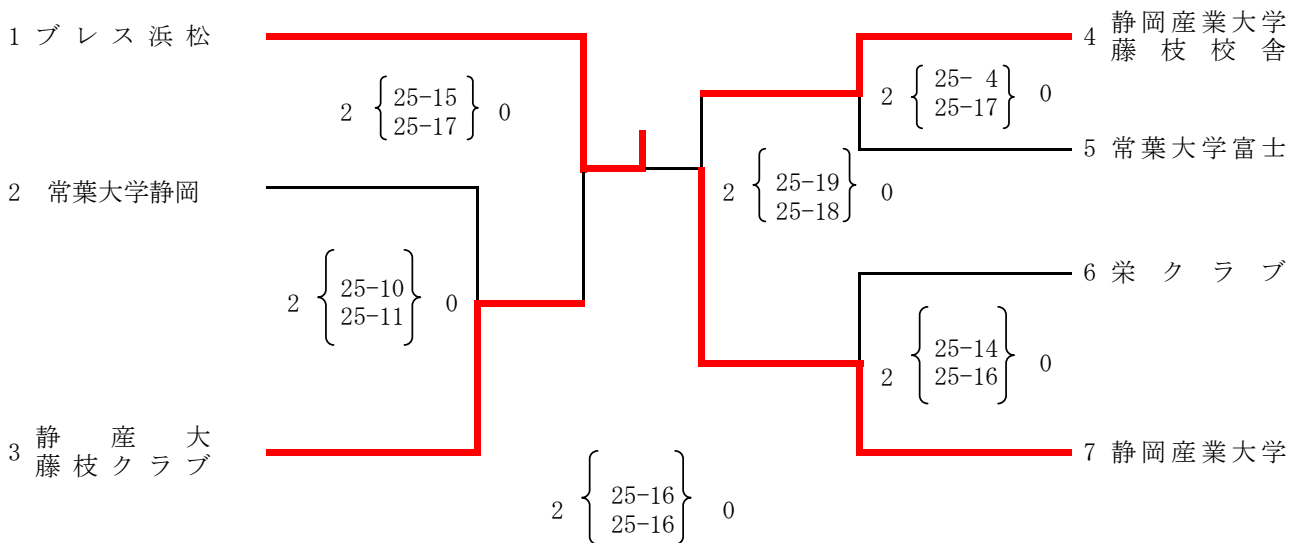 1 ブレス浜松
2 { 25-15 } 0
25-17
2 常葉大学静岡
2 { 25-10 } 0
25-11
3 静産大
藤枝クラブ
4 静岡産業大学
藤枝校舎
2 { 25- 4 } 0
25-17
5 常葉大学富士
2 { 25-19 } 0
25-18
6 栄クラブ
2 { 25-14 } 0
25-16
7 静岡産業大学
2 { 25-16 } 0
25-16